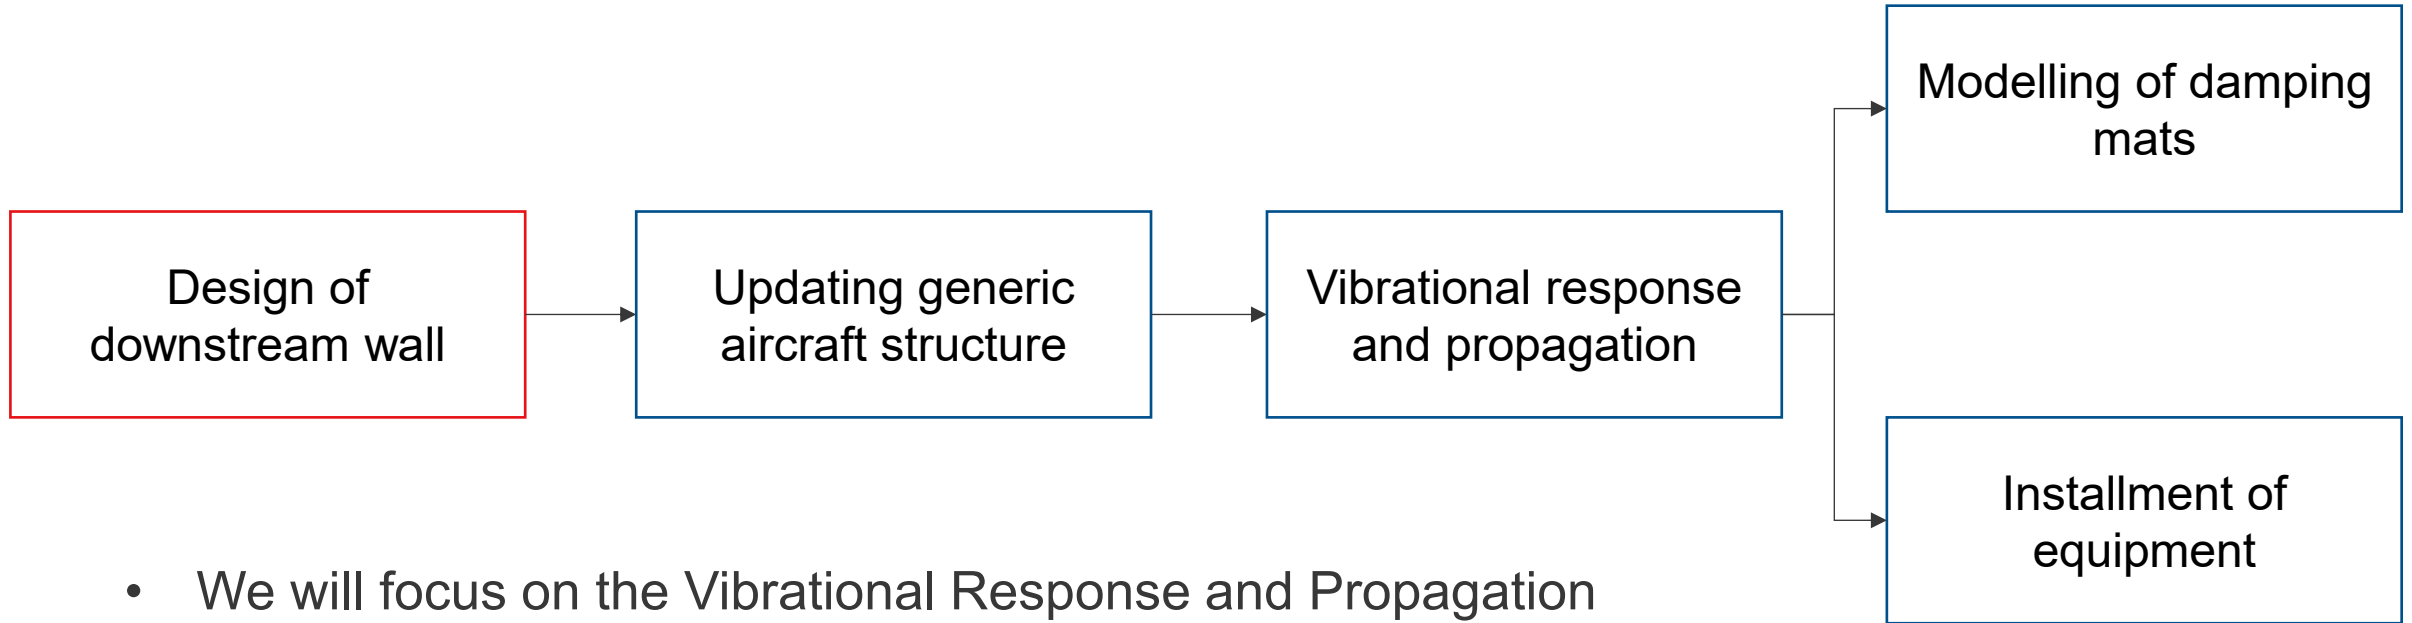 Modelling of damping
mats
Design of
downstream wall
Updating generic
aircraft structure
Vibrational response
and propagation
Installment of
equipment
• We will focus on the Vibrational Response and Propagation